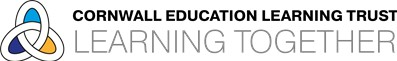 CORNWALL EDUCATION LEARNING TRUST
LEARNING TOGETHER